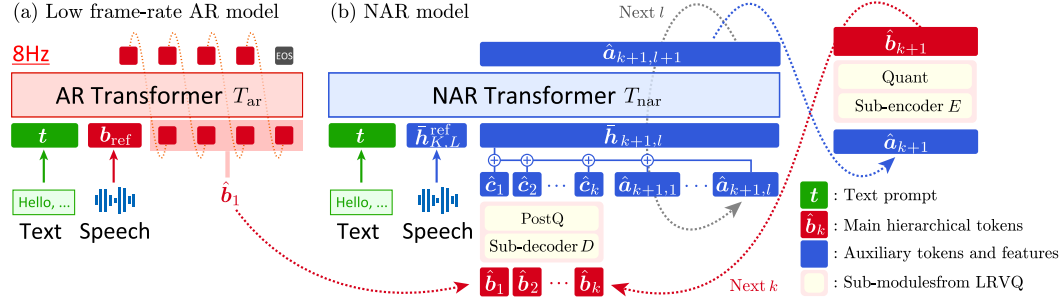 (a) Low frame-rate AR model
8Hz
EOS
AR Transformer T_ar
t
b_ref
Hello, ...
Text
Speech
b̂_1
(b) NAR model
Next l
â_{k+1,l+1}
NAR Transformer T_nar
t
h̄^ref_{K,L}
h̄_{k+1,l}
ĉ_1 ĉ_2 ··· ĉ_k â_{k+1,1} ··· â_{k+1,l}
Hello, ...
Text
Speech
PostQ
Sub-decoder D
b̂_1 b̂_2 ··· b̂_k
Next k
b̂_{k+1}
Quant
Sub-encoder E
â_{k+1}
t : Text prompt
b̂_k : Main hierarchical tokens
: Auxiliary tokens and features
: Sub-modulesfrom LRVQ